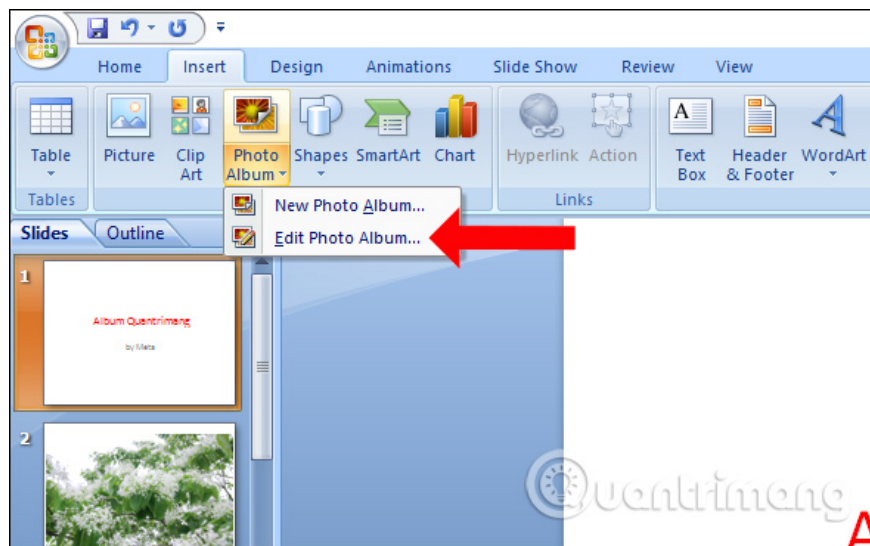 Home Insert Design Animations Slide Show Review View
Table Picture Clip Art Photo Album Shapes SmartArt Chart Hyperlink Action Text Box Header & Footer WordArt
Tables Links
New Photo Album...
Edit Photo Album...
Slides Outline
1
Album Quantrimang
by Meta
2
Quantrimang
A